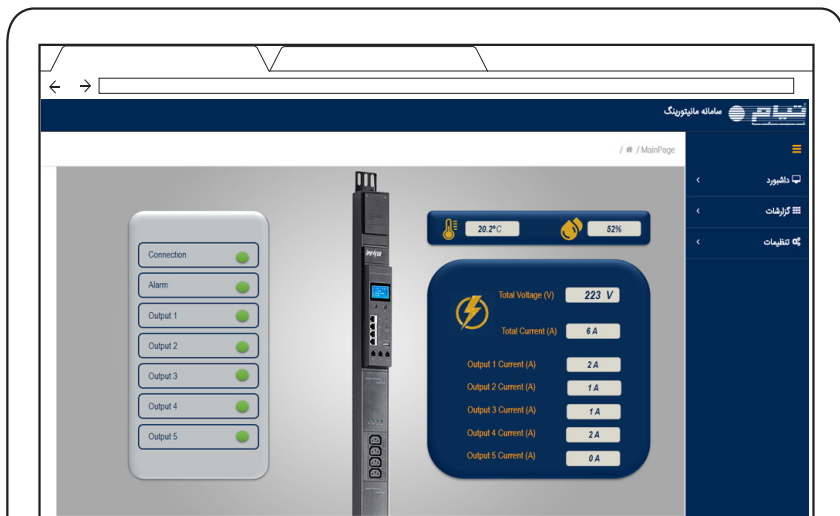 تیام
سامانه مانیتورینگ
/ MainPage /
داشبورد
گزارشات
تنظیمات
Connection
Alarm
Output 1
Output 2
Output 3
Output 4
Output 5
20.2°C
52%
Total Voltage (V) 223 V
Total Current (A) 6 A
Output 1 Current (A) 2 A
Output 2 Current (A) 1 A
Output 3 Current (A) 1 A
Output 4 Current (A) 2 A
Output 5 Current (A) 0 A